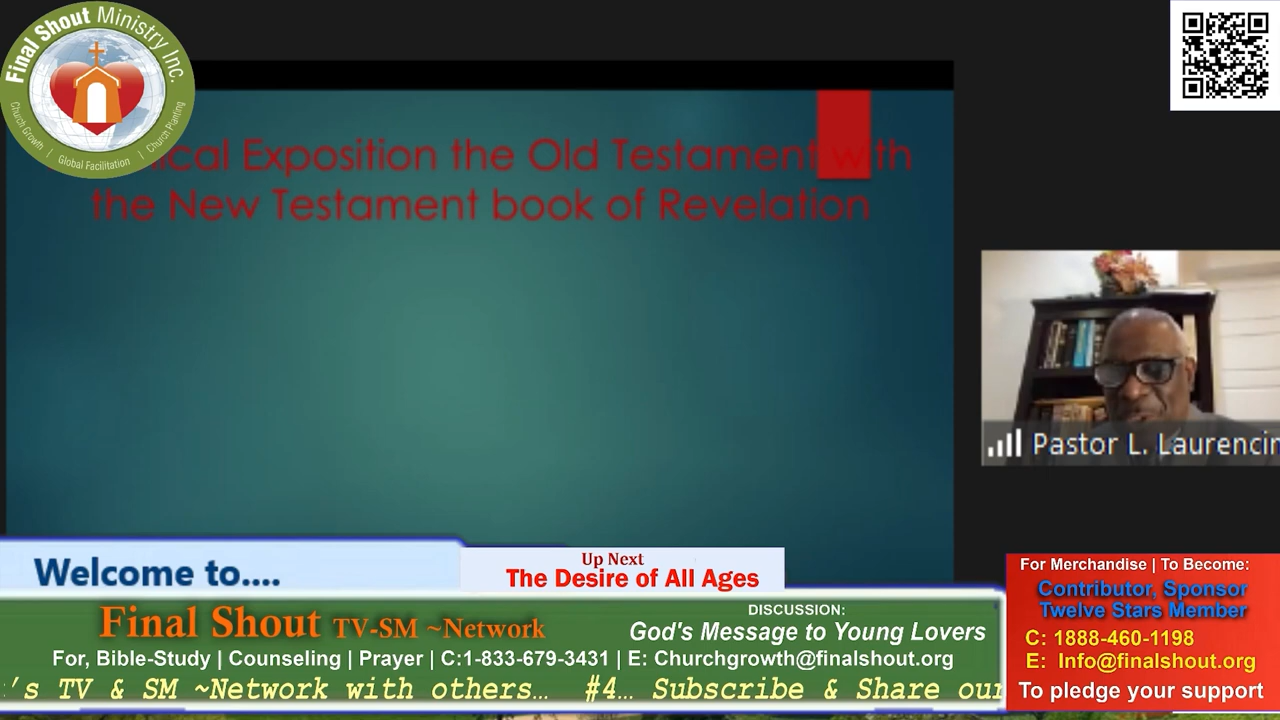 Final Shout Ministry Inc.
Church Growth | Global Facilitation | Church Planting
Exposition the Old Testament with
the New Testament book of Revelation
Pastor L. Laurencin
Welcome to....
Up Next
The Desire of All Ages
Final Shout TV-SM ~Network
DISCUSSION:
God's Message to Young Lovers
For, Bible-Study | Counseling | Prayer | C:1-833-679-3431 | E: Churchgrowth@finalshout.org
's TV & SM ~Network with others… #4… Subscribe & Share our
For Merchandise | To Become:
Contributor, Sponsor
Twelve Stars Member
C: 1888-460-1198
E: Info@finalshout.org
To pledge your support